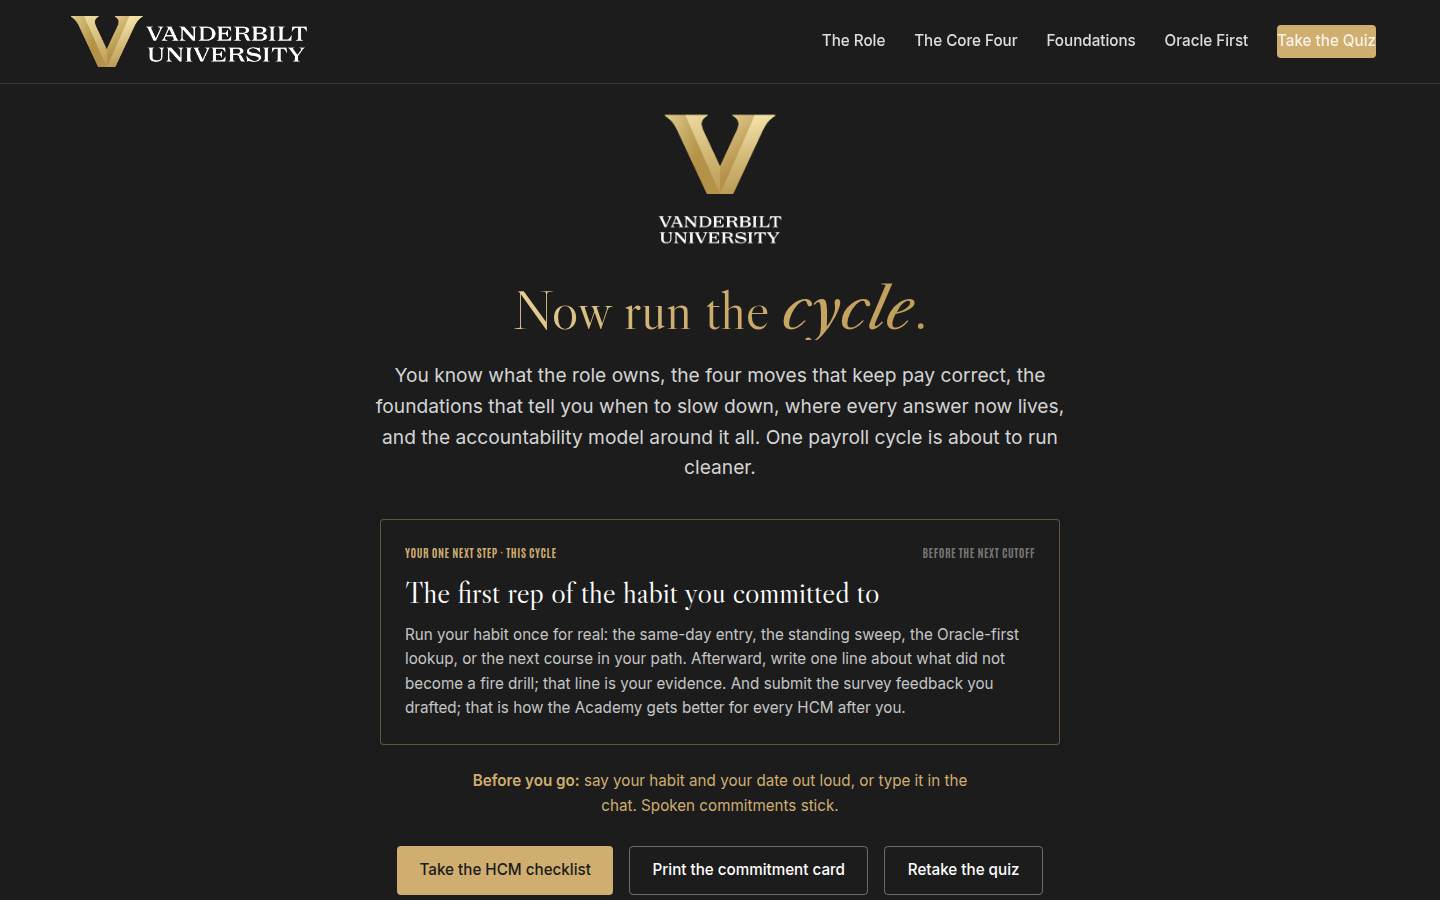 VANDERBILT
UNIVERSITY
The Role
The Core Four
Foundations
Oracle First
Take the Quiz
VANDERBILT
UNIVERSITY
Now run the cycle.
You know what the role owns, the four moves that keep pay correct, the
foundations that tell you when to slow down, where every answer now lives,
and the accountability model around it all. One payroll cycle is about to run
cleaner.
YOUR ONE NEXT STEP · THIS CYCLE
BEFORE THE NEXT CUTOFF
The first rep of the habit you committed to
Run your habit once for real: the same-day entry, the standing sweep, the Oracle-first
lookup, or the next course in your path. Afterward, write one line about what did not
become a fire drill; that line is your evidence. And submit the survey feedback you
drafted; that is how the Academy gets better for every HCM after you.
Before you go: say your habit and your date out loud, or type it in the
chat. Spoken commitments stick.
Take the HCM checklist
Print the commitment card
Retake the quiz